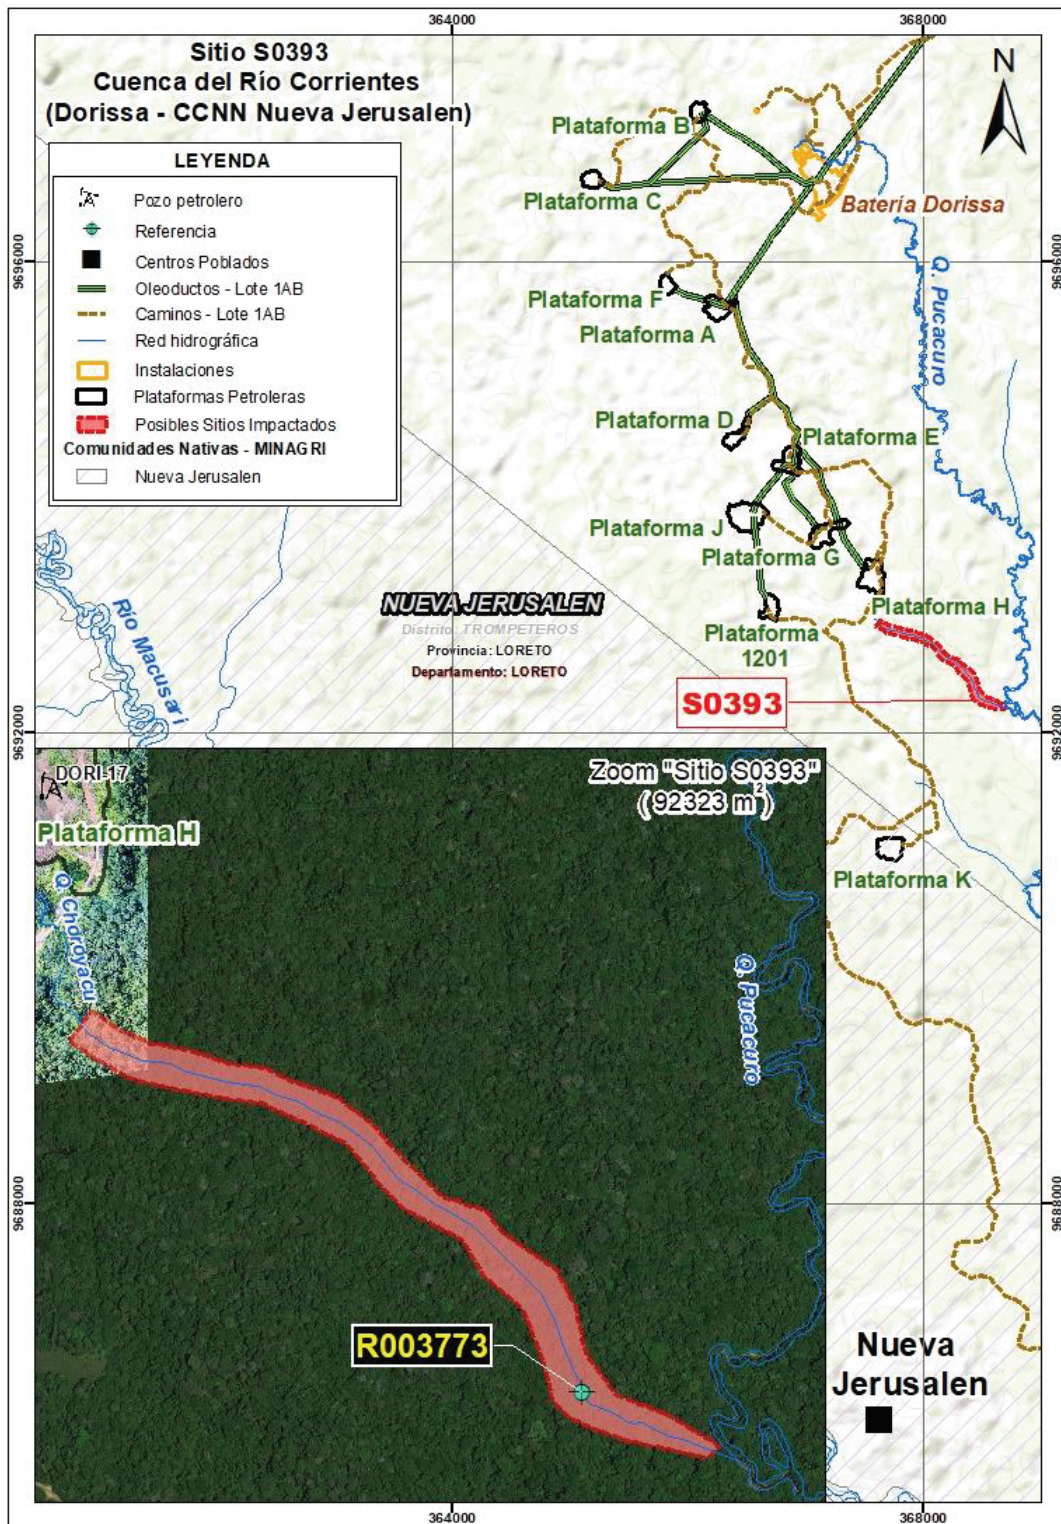 364000
368000
Sitio S0393
Cuenca del Río Corrientes
(Dorissa - CCNN Nueva Jerusalen)
N
LEYENDA
Pozo petrolero
Referencia
Centros Poblados
Oleoductos - Lote 1AB
Caminos - Lote 1AB
Red hidrográfica
Instalaciones
Plataformas Petroleras
Posibles Sitios Impactados
Comunidades Nativas - MINAGRI
Nueva Jerusalen
Plataforma B
Plataforma C
Batería Dorissa
9696000
9696000
Q. Pucacuro
Plataforma F
Plataforma A
Plataforma D
Plataforma E
Plataforma J
Plataforma G
Plataforma H
Plataforma
1201
NUEVA JERUSALEN
Distrito: TROMPETEROS
Provincia: LORETO
Departamento: LORETO
Río Macusari
S0393
9692000
9692000
DORI-17
Plataforma H
Zoom "Sitio S0393"
( 92323 m²)
Plataforma K
Q. Choroyacu
Q. Pucacuro
9688000
9688000
R003773
Nueva
Jerusalen
364000
368000